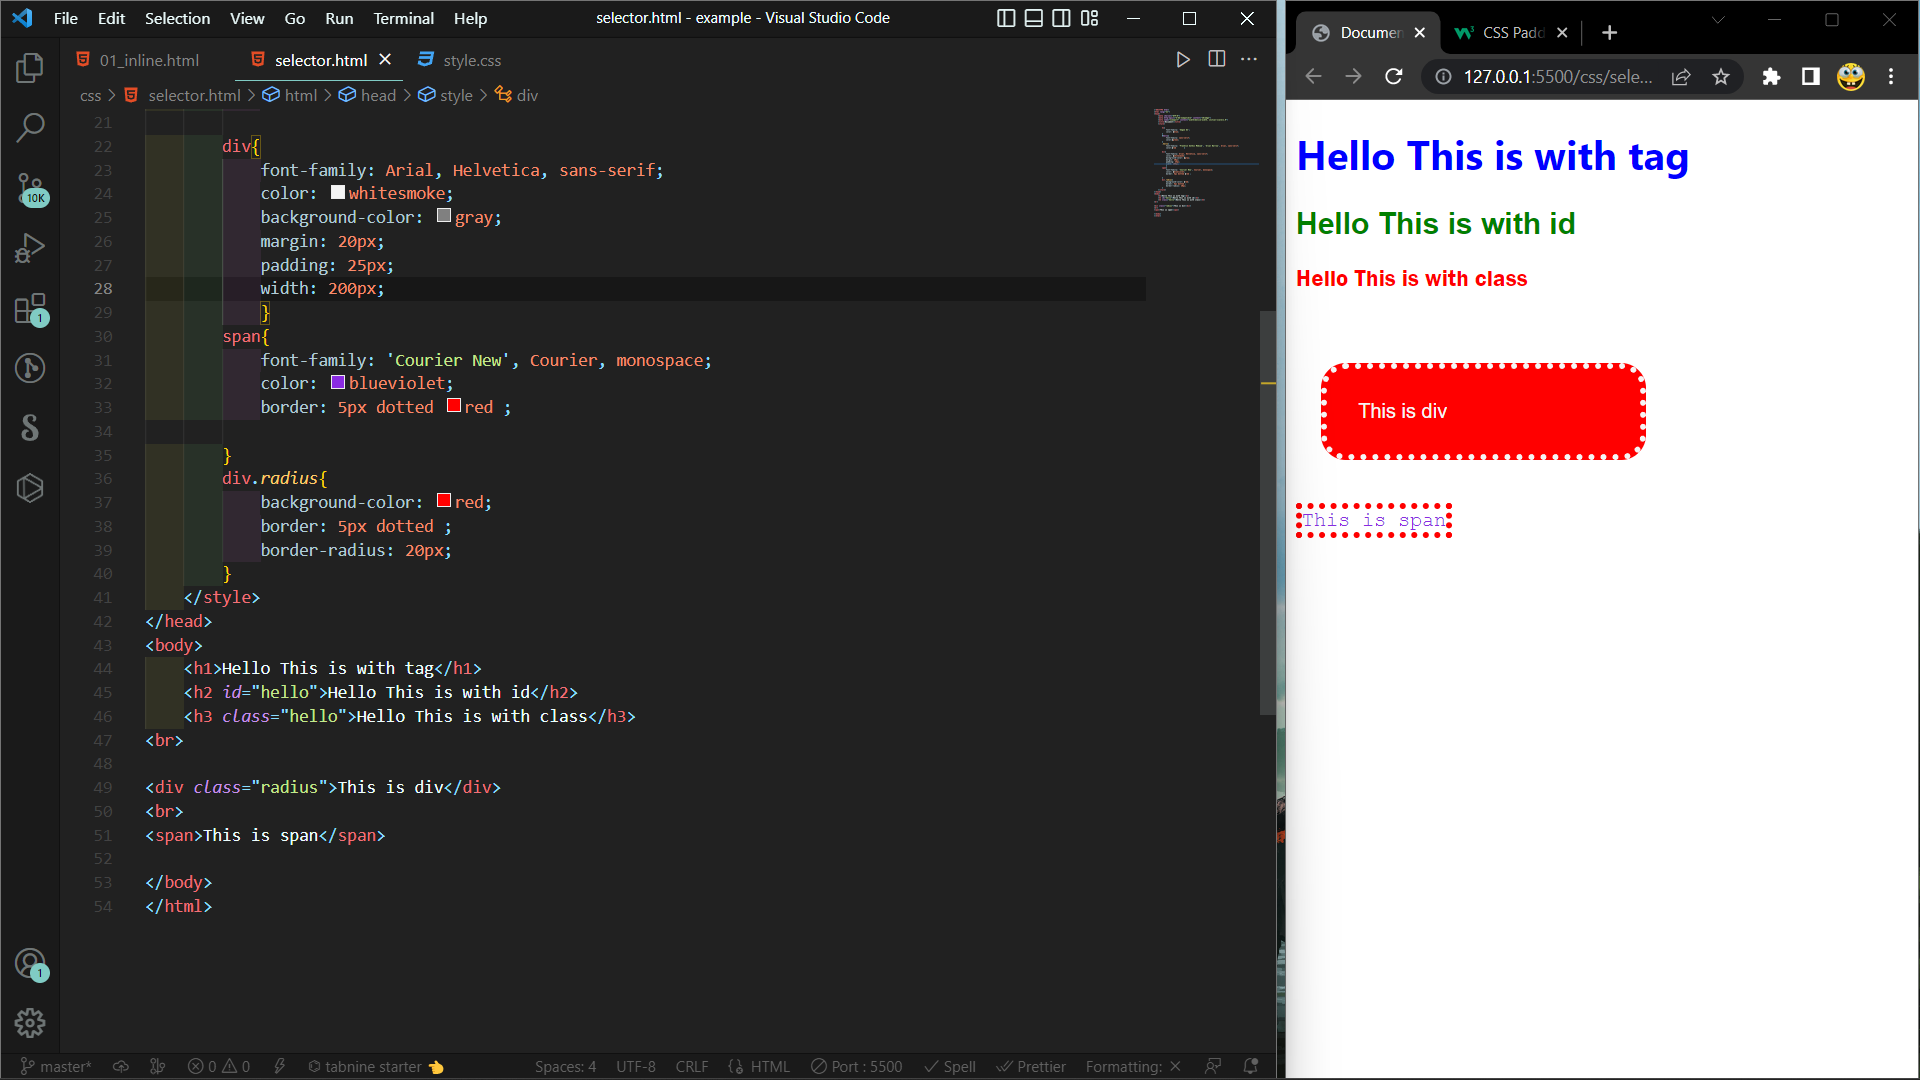 File Edit Selection View Go Run Terminal Help
selector.html - example - Visual Studio Code
01_inline.html
selector.html
style.css
css > selector.html > html > head > style > div
21
22 div{
23 font-family: Arial, Helvetica, sans-serif;
24 color: whitesmoke;
25 background-color: gray;
26 margin: 20px;
27 padding: 25px;
28 width: 200px;
29 }
30 span{
31 font-family: 'Courier New', Courier, monospace;
32 color: blueviolet;
33 border: 5px dotted red ;
34
35 }
36 div.radius{
37 background-color: red;
38 border: 5px dotted ;
39 border-radius: 20px;
40 }
41 </style>
42 </head>
43 <body>
44 <h1>Hello This is with tag</h1>
45 <h2 id="hello">Hello This is with id</h2>
46 <h3 class="hello">Hello This is with class</h3>
47 <br>
48
49 <div class="radius">This is div</div>
50 <br>
51 <span>This is span</span>
52
53 </body>
54 </html>
10K
1
1
master* 0 0 tabnine starter
Spaces: 4 UTF-8 CRLF HTML Port : 5500 Spell Prettier Formatting:
Documen
CSS Padd
127.0.0.1:5500/css/sele...
Hello This is with tag
Hello This is with id
Hello This is with class
This is div
This is span